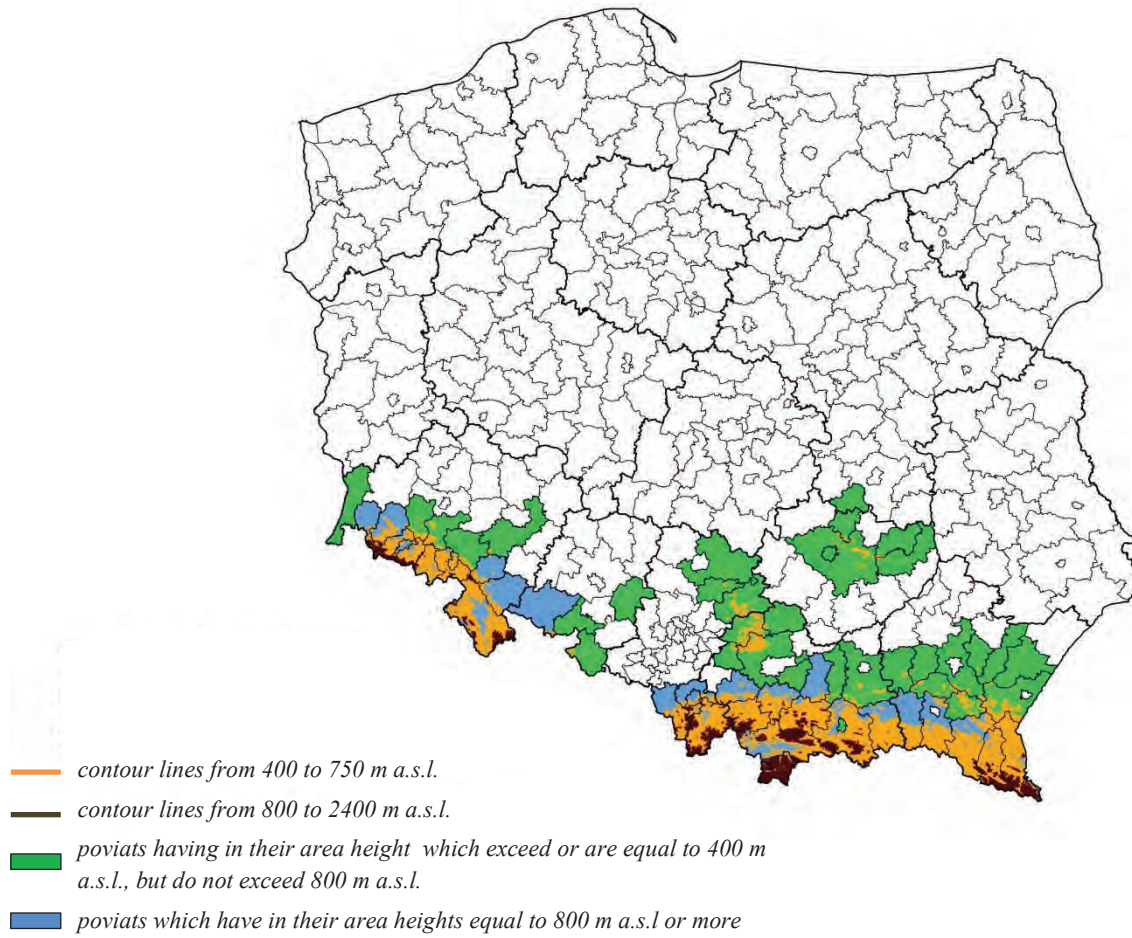 contour lines from 400 to 750 m a.s.l.
contour lines from 800 to 2400 m a.s.l.
poviats having in their area height which exceed or are equal to 400 m
a.s.l., but do not exceed 800 m a.s.l.
poviats which have in their area heights equal to 800 m a.s.l or more